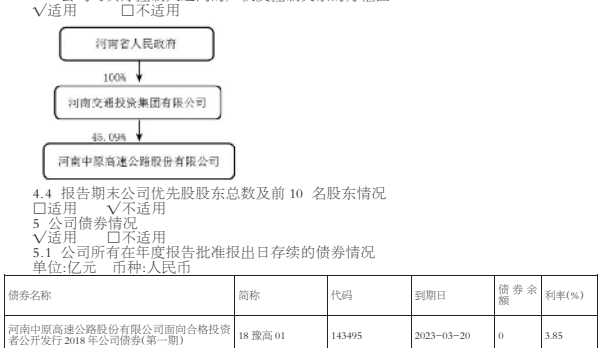 √适用 □不适用
河南省人民政府
100%
河南交通投资集团有限公司
45.09%
河南中原高速公路股份有限公司
4.4 报告期末公司优先股股东总数及前 10 名股东情况
□适用 √不适用
5 公司债券情况
√适用 □不适用
5.1 公司所有在年度报告批准报出日存续的债券情况
单位:亿元 币种:人民币
债券名称 简称 代码 到期日 债券余额 利率(%)
河南中原高速公路股份有限公司面向合格投资
者公开发行 2018 年公司债券(第一期) 18 豫高 01 143495 2023-03-20 0 3.85